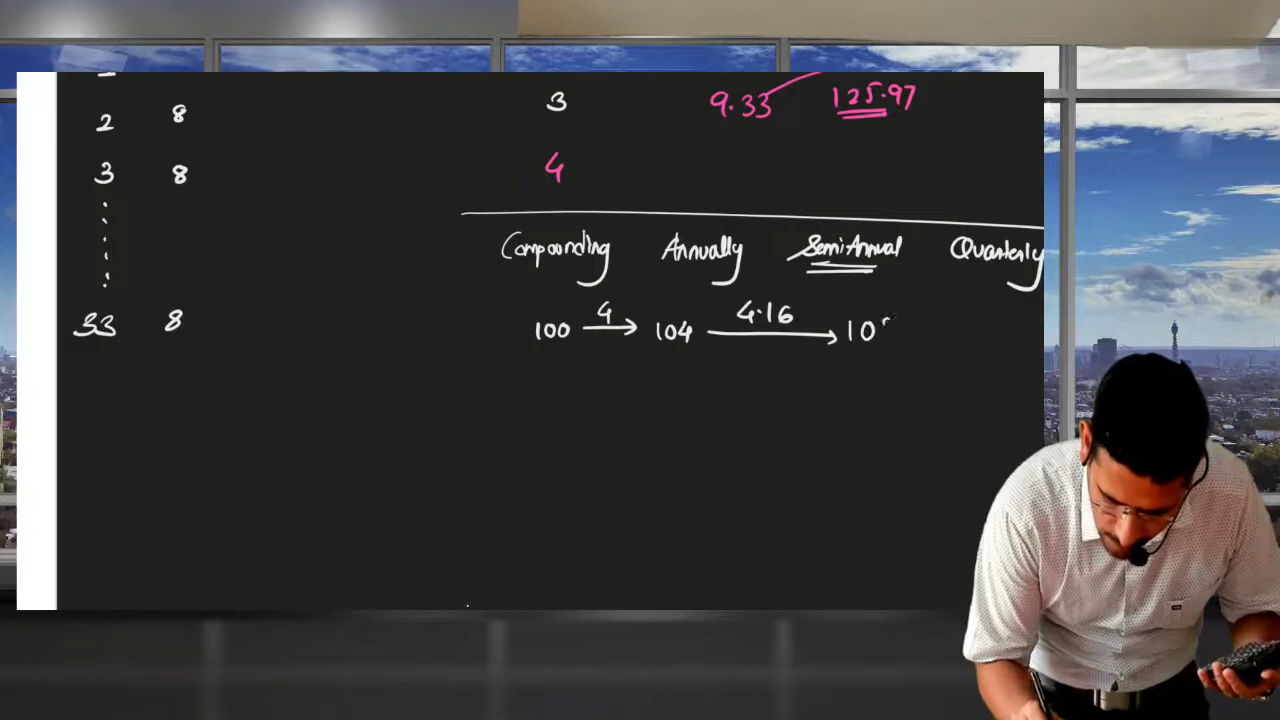 3 9.33 125.97
2 8
3 8
4
Compounding Annually SemiAnnual Quarterly
33 8
100 4 104 4.16 10